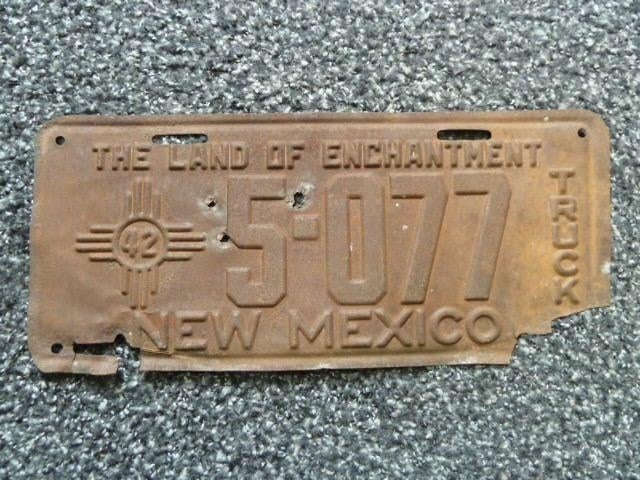 THE LAND OF ENCHANTMENT
42
5-077
TRUCK
NEW MEXICO